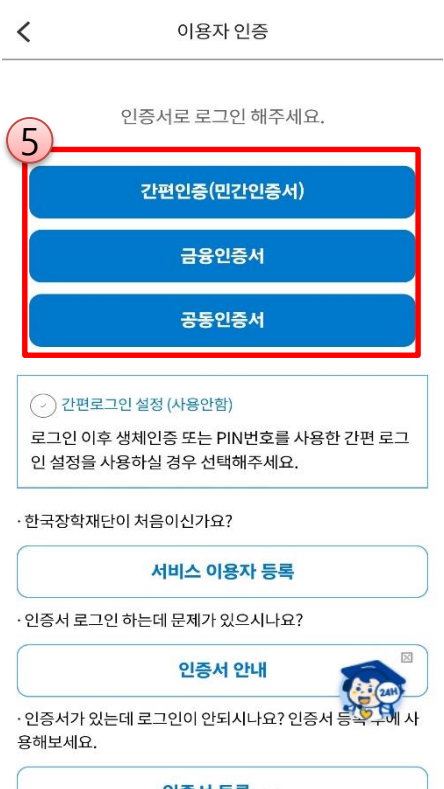 이용자 인증
인증서로 로그인 해주세요.
5
간편인증(민간인증서)
금융인증서
공동인증서
간편로그인 설정 (사용안함)
로그인 이후 생체인증 또는 PIN번호를 사용한 간편 로그
인 설정을 사용하실 경우 선택해주세요.
· 한국장학재단이 처음이신가요?
서비스 이용자 등록
· 인증서 로그인 하는데 문제가 있으시나요?
인증서 안내
24H
· 인증서가 있는데 로그인이 안되시나요? 인증서 등록 후에 사
용해보세요.
인증서 등록